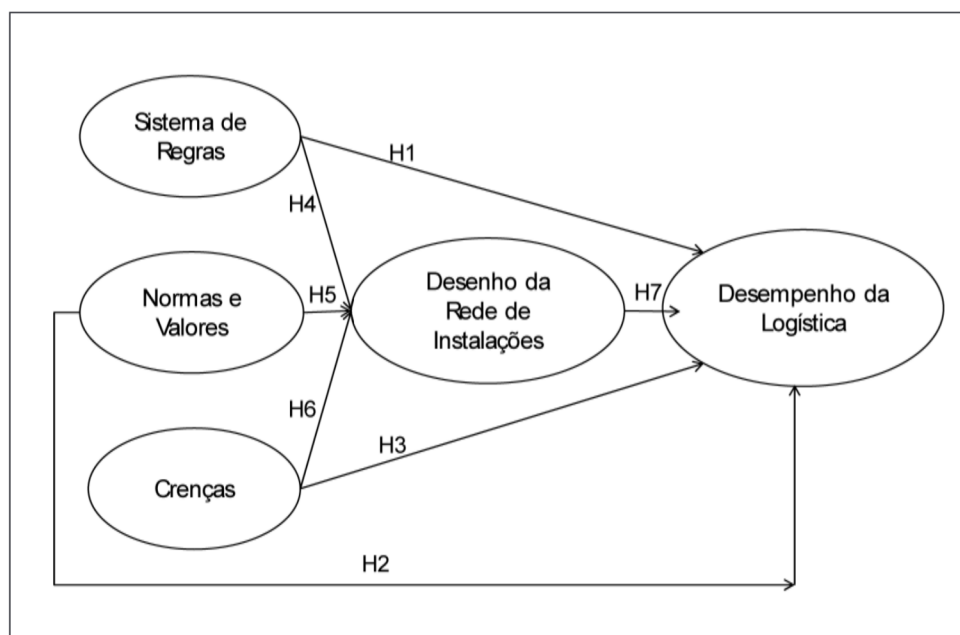 Sistema de
Regras
H1
H4
Normas e
Valores
H5
Desenho da
Rede de
Instalações
H7
Desempenho da
Logística
H6
H3
Crenças
H2